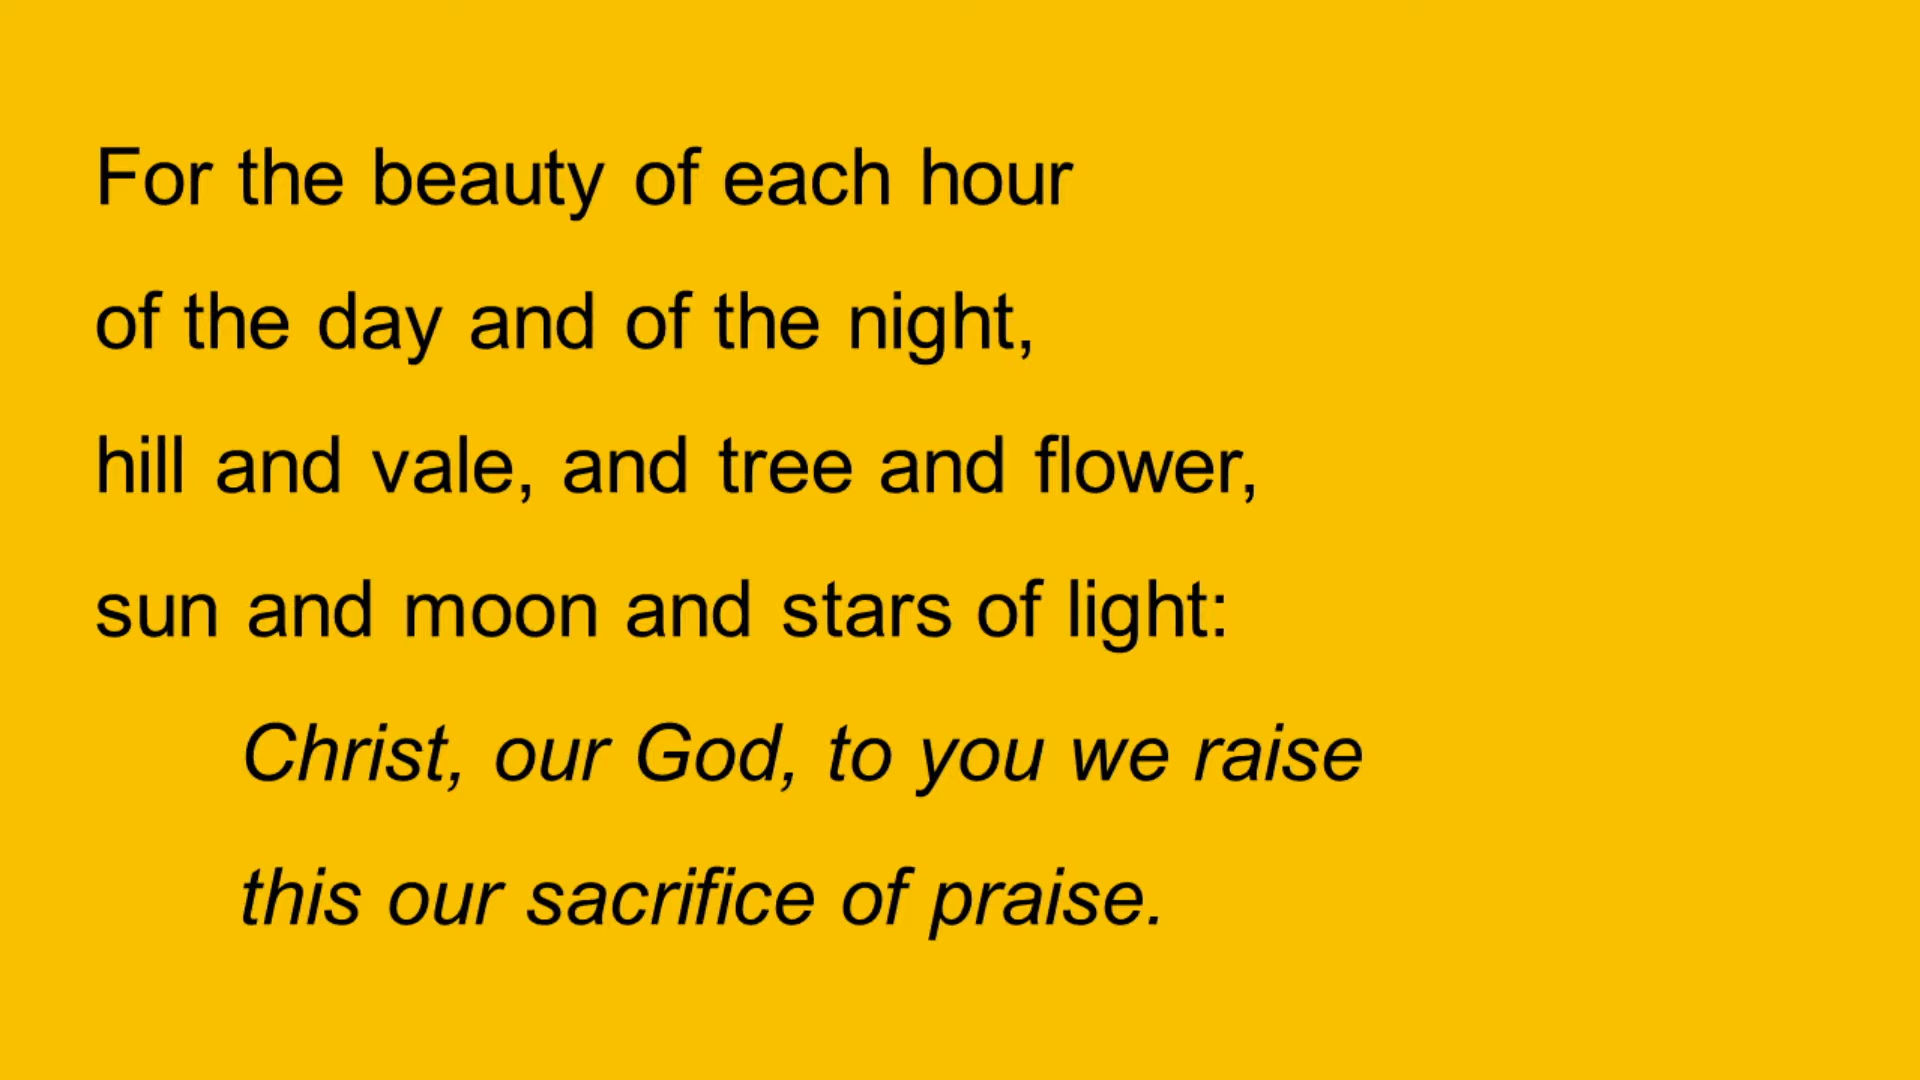 For the beauty of each hour
of the day and of the night,
hill and vale, and tree and flower,
sun and moon and stars of light:
Christ, our God, to you we raise
this our sacrifice of praise.